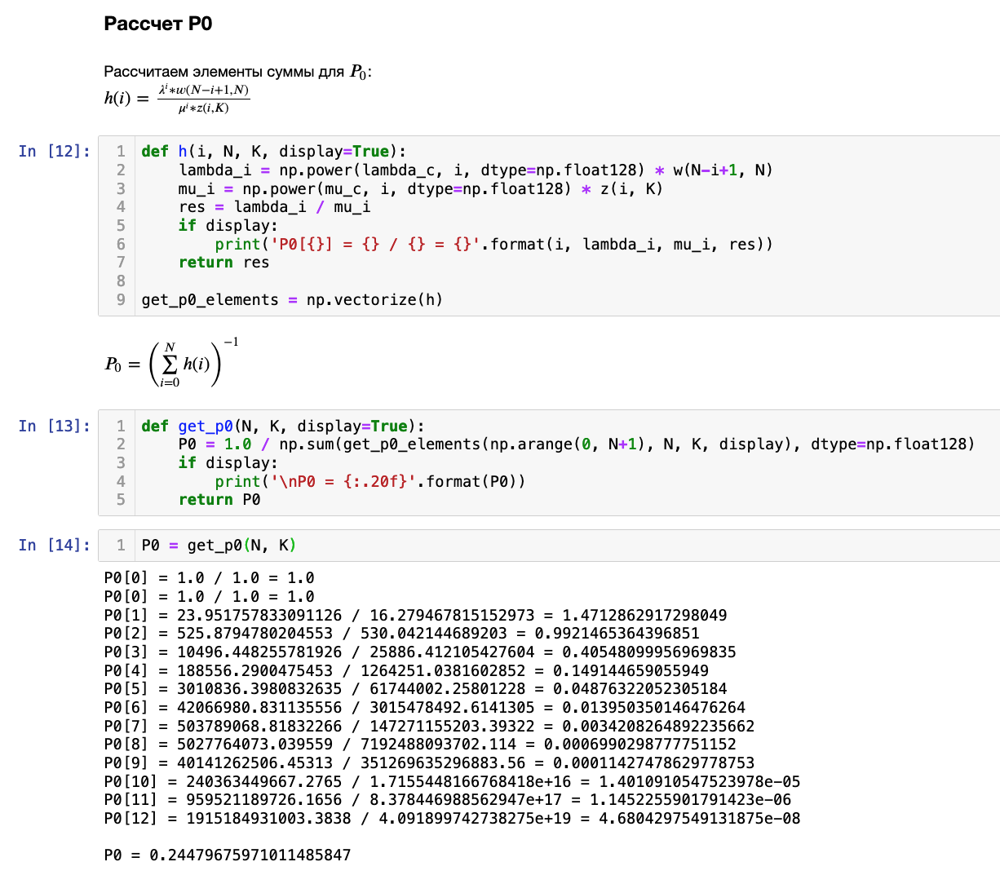 Рассчет P0
Рассчитаем элементы суммы для P₀:
h(i) = λ^i*w(N−i+1,N) / μ^i*z(i,K)
In [12]:
1 def h(i, N, K, display=True):
2     lambda_i = np.power(lambda_c, i, dtype=np.float128) * w(N-i+1, N)
3     mu_i = np.power(mu_c, i, dtype=np.float128) * z(i, K)
4     res = lambda_i / mu_i
5     if display:
6         print('P0[{}] = {} / {} = {}'.format(i, lambda_i, mu_i, res))
7     return res
8
9 get_p0_elements = np.vectorize(h)
P₀ = (∑_{i=0}^{N} h(i))^{−1}
In [13]:
1 def get_p0(N, K, display=True):
2     P0 = 1.0 / np.sum(get_p0_elements(np.arange(0, N+1), N, K, display), dtype=np.float128)
3     if display:
4         print('\nP0 = {:.20f}'.format(P0))
5     return P0
In [14]:
1 P0 = get_p0(N, K)
P0[0] = 1.0 / 1.0 = 1.0
P0[0] = 1.0 / 1.0 = 1.0
P0[1] = 23.951757833091126 / 16.279467815152973 = 1.4712862917298049
P0[2] = 525.8794780204553 / 530.042144689203 = 0.9921465364396851
P0[3] = 10496.448255781926 / 25886.412105427604 = 0.40548099956969835
P0[4] = 188556.2900475453 / 1264251.0381602852 = 0.149144659055949
P0[5] = 3010836.3980832635 / 61744002.25801228 = 0.04876322052305184
P0[6] = 42066980.831135556 / 3015478492.6141305 = 0.013950350146476264
P0[7] = 503789068.81832266 / 147271155203.39322 = 0.0034208264892235662
P0[8] = 5027764073.039559 / 7192488093702.114 = 0.0006990298777751152
P0[9] = 40141262506.45313 / 351269635296883.56 = 0.00011427478629778753
P0[10] = 240363449667.2765 / 1.7155448166768418e+16 = 1.4010910547523978e-05
P0[11] = 959521189726.1656 / 8.378446988562947e+17 = 1.1452255901791423e-06
P0[12] = 1915184931003.3838 / 4.091899742738275e+19 = 4.6804297549131875e-08
P0 = 0.24479675971011485847